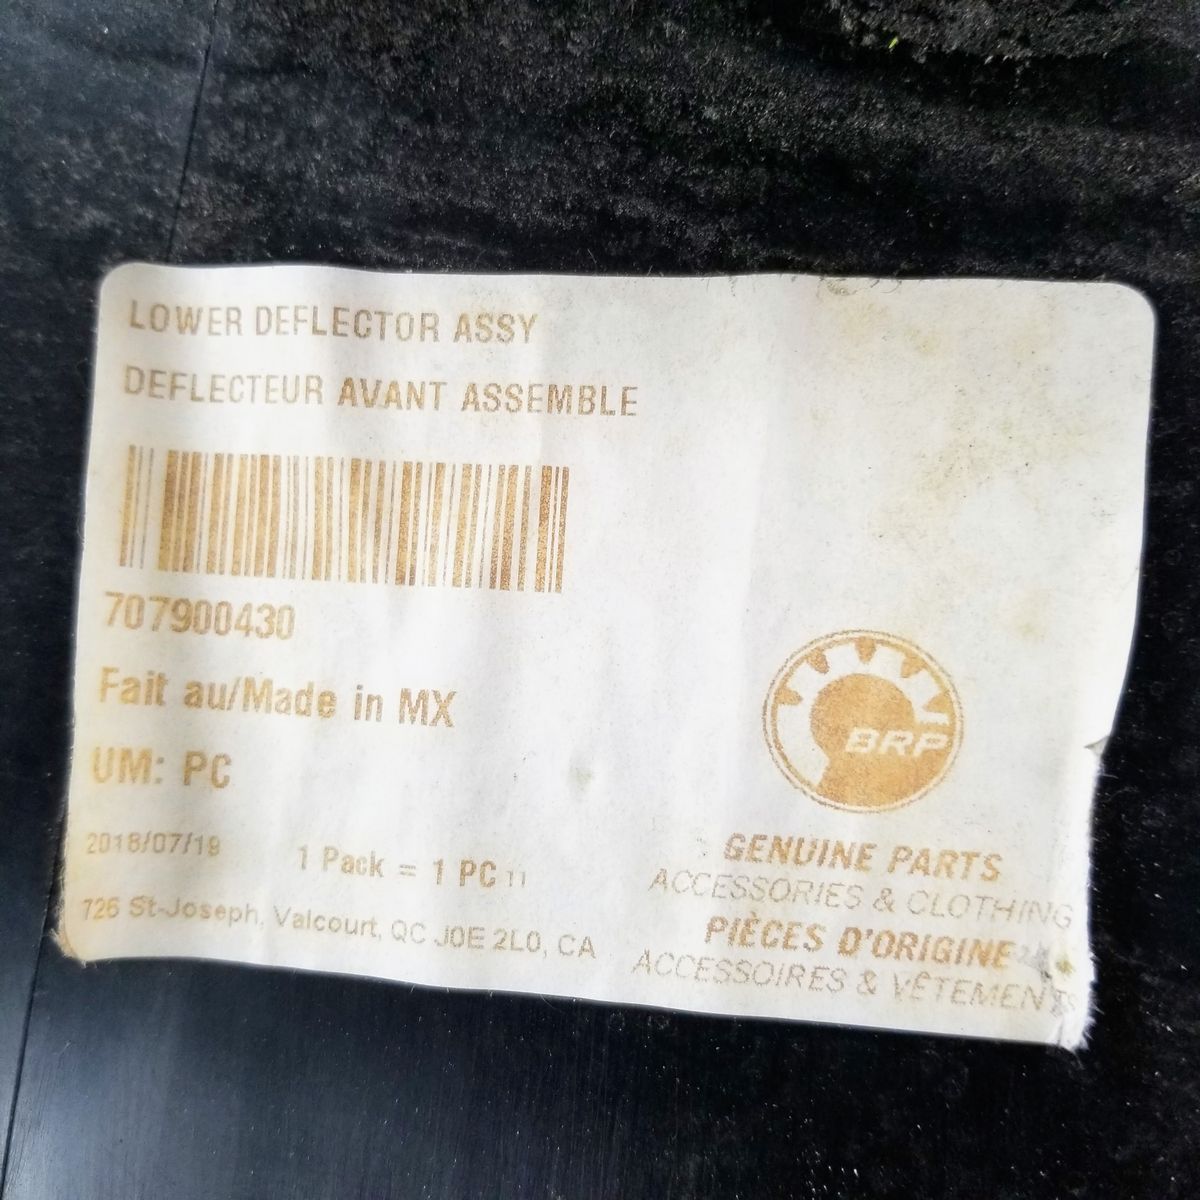 LOWER DEFLECTOR ASSY
DEFLECTEUR AVANT ASSEMBLE
707900430
Fait au/Made in MX
UM: PC
2018/07/19
1 Pack = 1 PC 11
726 St-Joseph, Valcourt, QC J0E 2L0, CA
BRP
GENUINE PARTS
ACCESSORIES & CLOTHING
PIÈCES D'ORIGINE
ACCESSOIRES & VÊTEMENTS